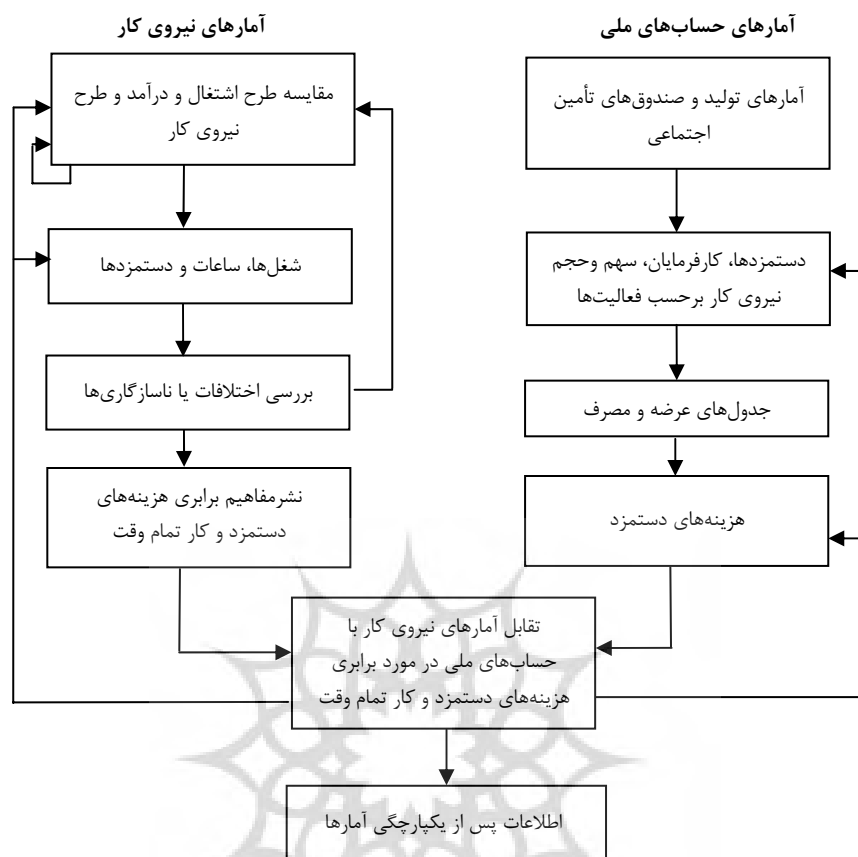 آمارهای حساب‌های ملی
آمارهای تولید و صندوق‌های تأمین
اجتماعی
دستمزدها، کارفرمایان، سهم وحجم
نیروی کار برحسب فعالیت‌ها
جدول‌های عرضه و مصرف
هزینه‌های دستمزد
آمارهای نیروی کار
مقایسه طرح اشتغال و درآمد و طرح
نیروی کار
شغل‌ها، ساعات و دستمزدها
بررسی اختلافات یا ناسازگاری‌ها
نشرمفاهیم برابری هزینه‌های
دستمزد و کار تمام وقت
تقابل آمارهای نیروی کار با
حساب‌های ملی در مورد برابری
هزینه‌های دستمزد و کار تمام وقت
اطلاعات پس از یکپارچگی آمارها